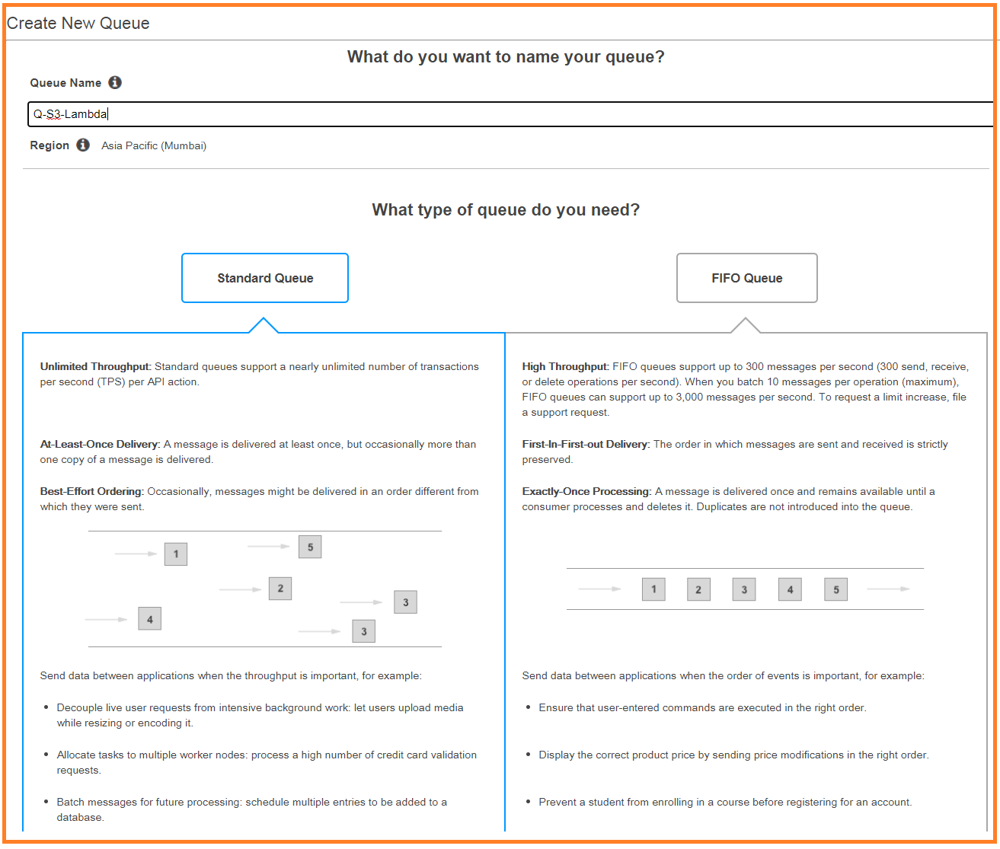 Create New Queue
What do you want to name your queue?
Queue Name
Q-S3-Lambda
Region Asia Pacific (Mumbai)
What type of queue do you need?
Standard Queue
FIFO Queue
Unlimited Throughput: Standard queues support a nearly unlimited number of transactions
per second (TPS) per API action.
At-Least-Once Delivery: A message is delivered at least once, but occasionally more than
one copy of a message is delivered.
Best-Effort Ordering: Occasionally, messages might be delivered in an order different from
which they were sent.
1
5
2
3
4
3
Send data between applications when the throughput is important, for example:
• Decouple live user requests from intensive background work: let users upload media
while resizing or encoding it.
• Allocate tasks to multiple worker nodes: process a high number of credit card validation
requests.
• Batch messages for future processing: schedule multiple entries to be added to a
database.
High Throughput: FIFO queues support up to 300 messages per second (300 send, receive,
or delete operations per second). When you batch 10 messages per operation (maximum),
FIFO queues can support up to 3,000 messages per second. To request a limit increase, file
a support request.
First-In-First-out Delivery: The order in which messages are sent and received is strictly
preserved.
Exactly-Once Processing: A message is delivered once and remains available until a
consumer processes and deletes it. Duplicates are not introduced into the queue.
1 2 3 4 5
Send data between applications when the order of events is important, for example:
• Ensure that user-entered commands are executed in the right order.
• Display the correct product price by sending price modifications in the right order.
• Prevent a student from enrolling in a course before registering for an account.